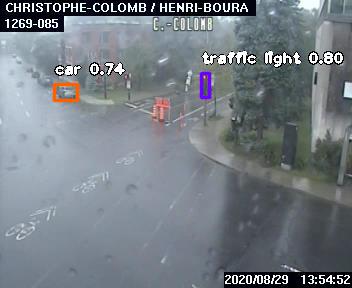 CHRISTOPHE-COLOMB / HENRI-BOURA
1269-085
C.-COLOMB
car 0.74
traffic light 0.80
2020/08/29 13:54:52